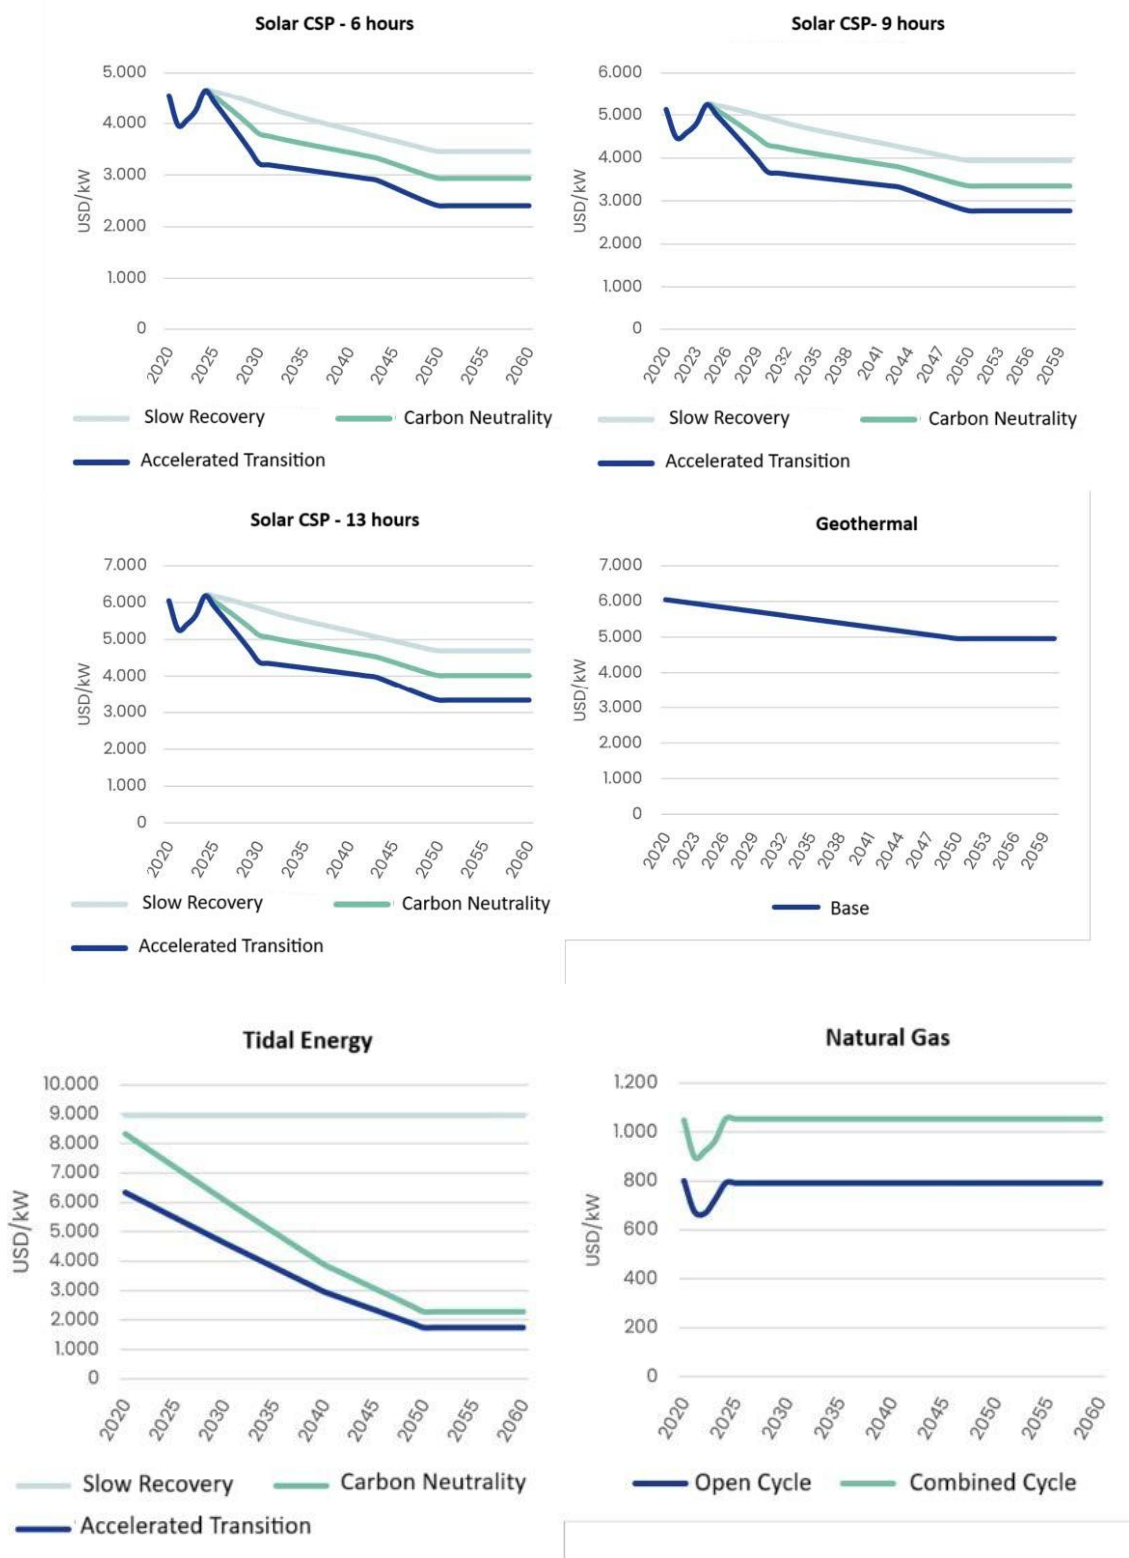 Solar CSP - 6 hours
5.000
4.000
3.000
2.000
1.000
0
USD/kW
2020 2025 2030 2035 2040 2045 2050 2055 2060
Slow Recovery Carbon Neutrality
Accelerated Transition
Solar CSP- 9 hours
6.000
5.000
4.000
3.000
2.000
1.000
0
USD/kW
2020 2023 2026 2029 2032 2035 2038 2041 2044 2047 2050 2053 2056 2059
Slow Recovery Carbon Neutrality
Accelerated Transition
Solar CSP - 13 hours
7.000
6.000
5.000
4.000
3.000
2.000
1.000
0
USD/kW
2020 2025 2030 2035 2040 2045 2050 2055 2060
Slow Recovery Carbon Neutrality
Accelerated Transition
Geothermal
7.000
6.000
5.000
4.000
3.000
2.000
1.000
0
USD/kW
2020 2023 2026 2029 2032 2035 2038 2041 2044 2047 2050 2053 2056 2059
Base
Tidal Energy
10.000
9.000
8.000
7.000
6.000
5.000
4.000
3.000
2.000
1.000
0
USD/kW
2020 2025 2030 2035 2040 2045 2050 2055 2060
Slow Recovery Carbon Neutrality
Accelerated Transition
Natural Gas
1.200
1.000
800
600
400
200
0
USD/kW
2020 2025 2030 2035 2040 2045 2050 2055 2060
Open Cycle Combined Cycle